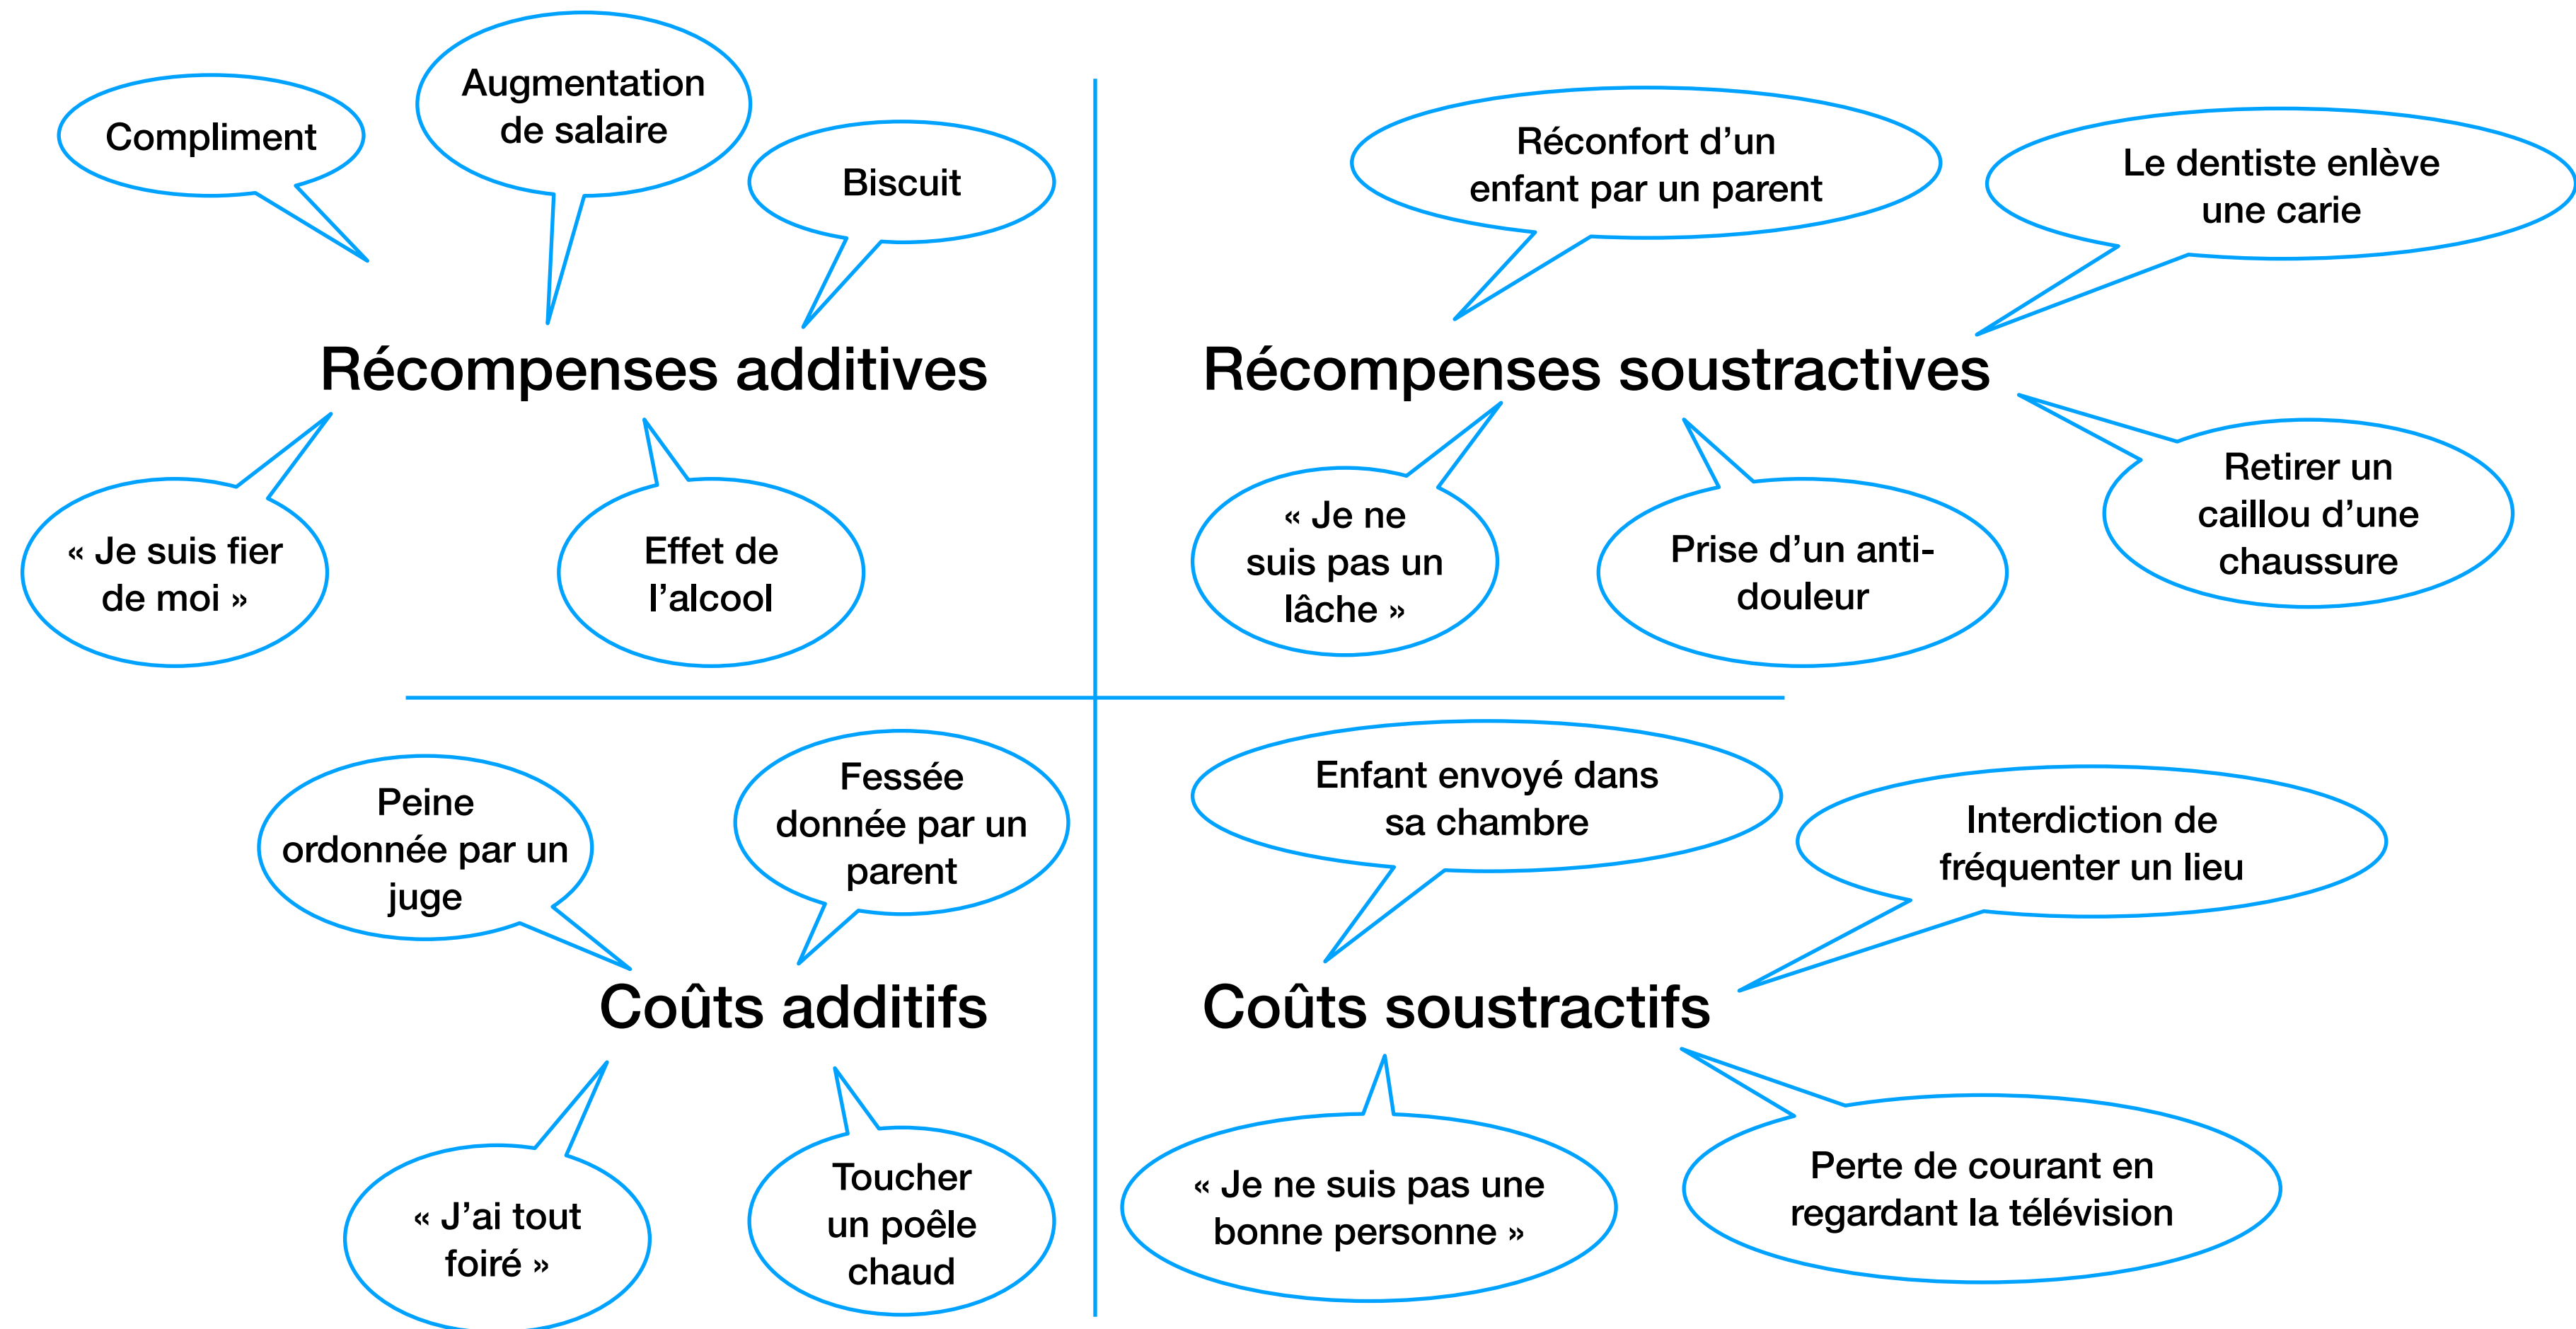 Compliment
Augmentation
de salaire
Biscuit
Récompenses additives
« Je suis fier
de moi »
Effet de
l’alcool
Réconfort d’un
enfant par un parent
Le dentiste enlève
une carie
Récompenses soustractives
« Je ne
suis pas un
lâche »
Prise d’un anti-
douleur
Retirer un
caillou d’une
chaussure
Peine
ordonnée par un
juge
Fessée
donnée par un
parent
Coûts additifs
« J’ai tout
foiré »
Toucher
un poêle
chaud
Enfant envoyé dans
sa chambre
Interdiction de
fréquenter un lieu
Coûts soustractifs
« Je ne suis pas une
bonne personne »
Perte de courant en
regardant la télévision